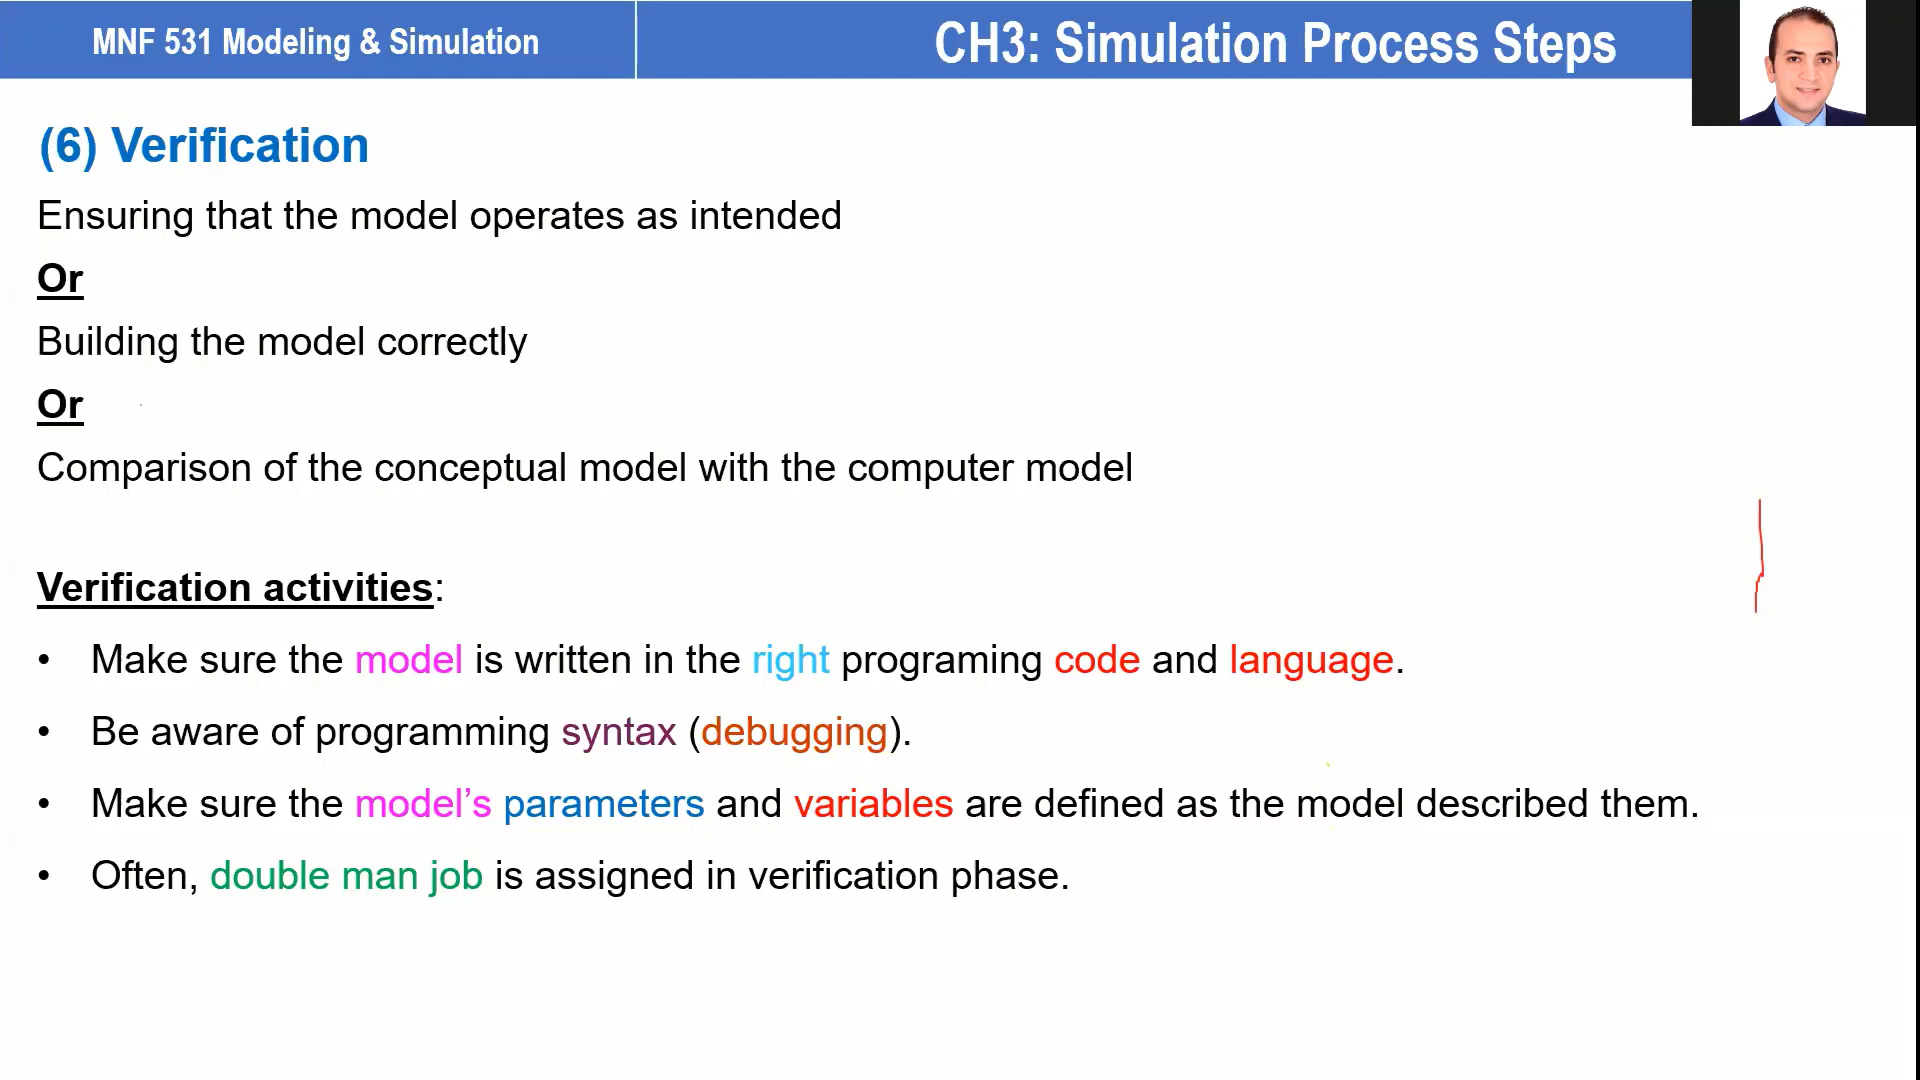 MNF 531 Modeling & Simulation
CH3: Simulation Process Steps
(6) Verification
Ensuring that the model operates as intended
Or
Building the model correctly
Or
Comparison of the conceptual model with the computer model
Verification activities:
• Make sure the model is written in the right programing code and language.
• Be aware of programming syntax (debugging).
• Make sure the model’s parameters and variables are defined as the model described them.
• Often, double man job is assigned in verification phase.